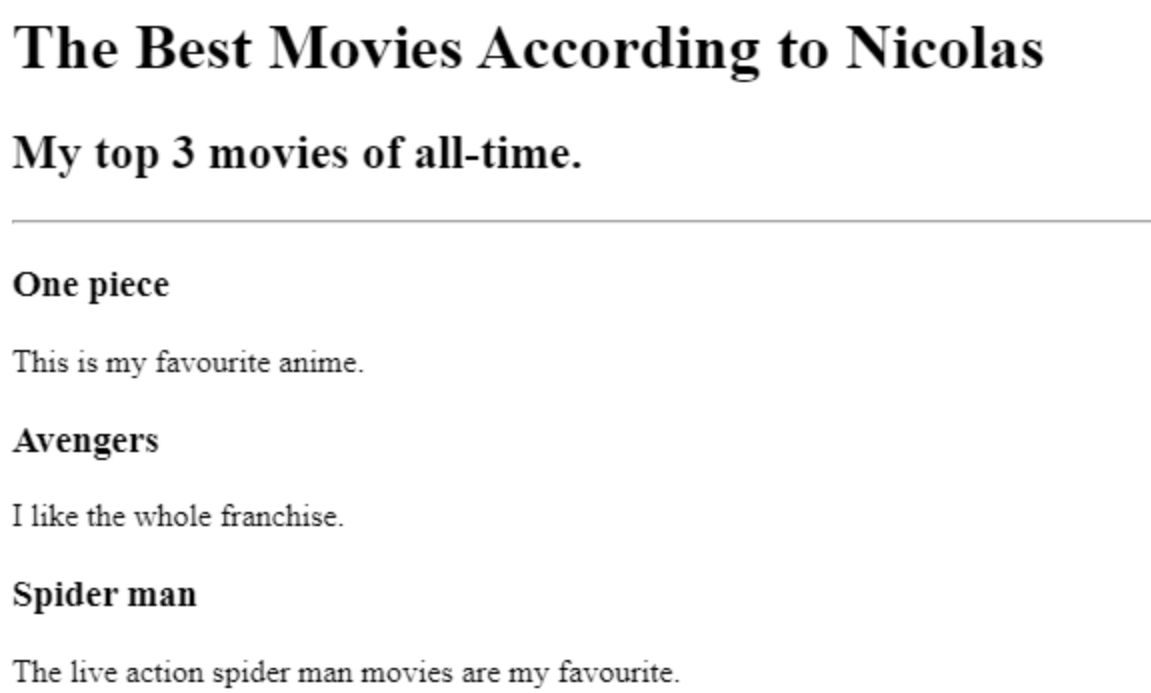 The Best Movies According to Nicolas
My top 3 movies of all-time.
One piece
This is my favourite anime.
Avengers
I like the whole franchise.
Spider man
The live action spider man movies are my favourite.